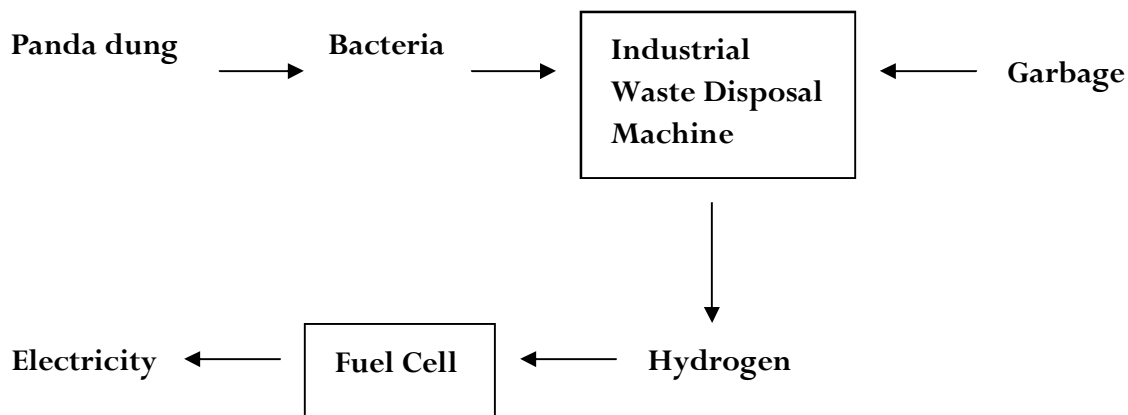 Panda dung
Bacteria
Industrial
Waste Disposal
Machine
Garbage
Electricity
Fuel Cell
Hydrogen